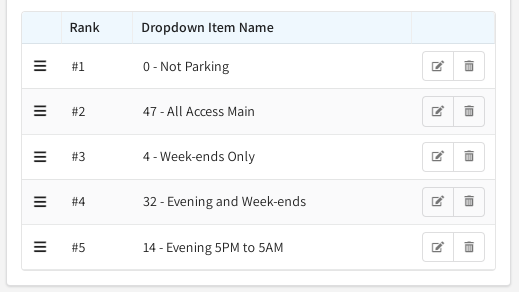 Rank Dropdown Item Name
#1 0 - Not Parking
#2 47 - All Access Main
#3 4 - Week-ends Only
#4 32 - Evening and Week-ends
#5 14 - Evening 5PM to 5AM